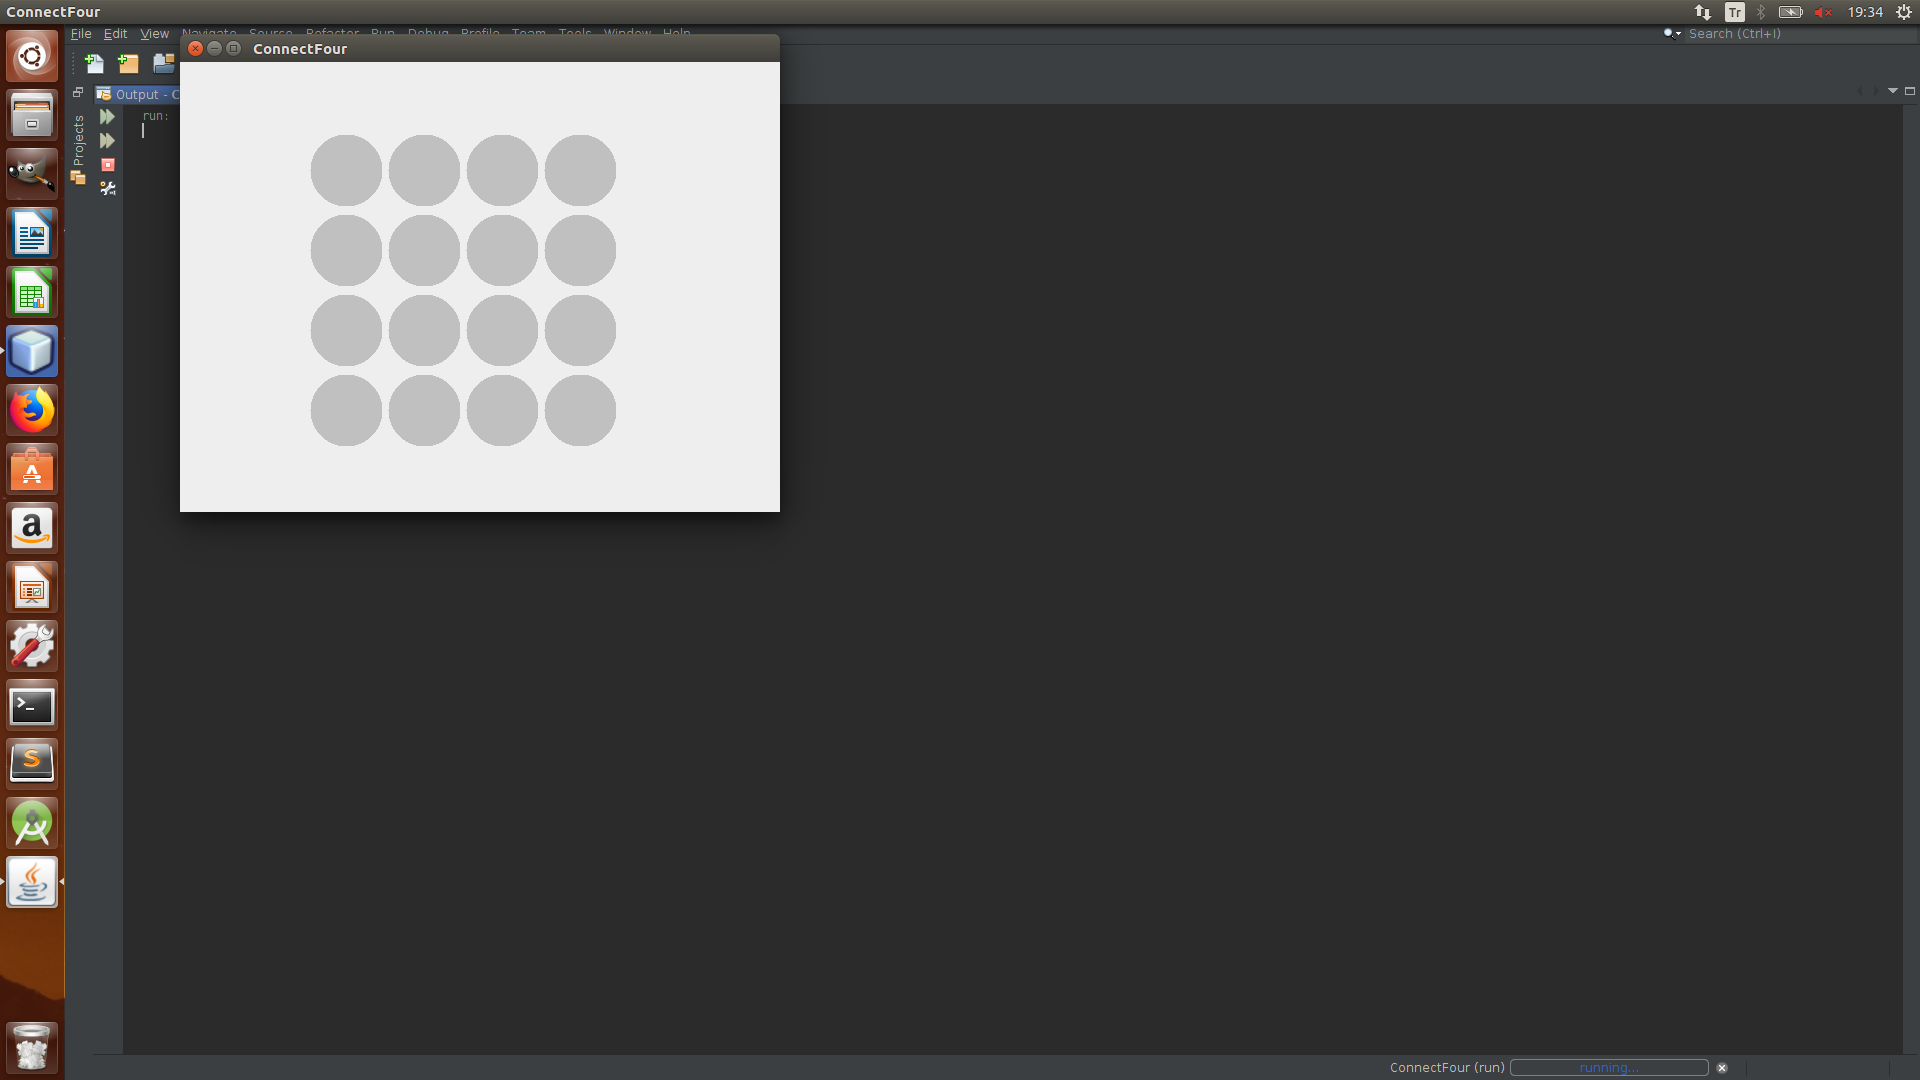 ConnectFour
Tr
19:34
File Edit View Navigate Source Refactor Run Debug Profile Team Tools Window Help
Search (Ctrl+I)
ConnectFour
Output - C
run:
Projects
ConnectFour (run)
running...